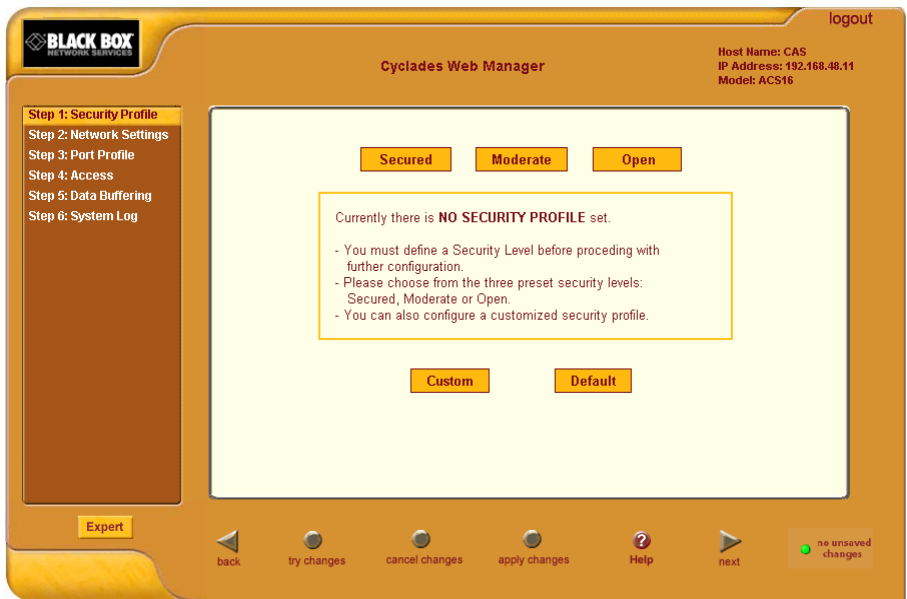 logout
BLACK BOX
NETWORK SERVICES
Cyclades Web Manager
Host Name: CAS
IP Address: 192.168.48.11
Model: ACS16
Step 1: Security Profile
Step 2: Network Settings
Step 3: Port Profile
Step 4: Access
Step 5: Data Buffering
Step 6: System Log
Secured
Moderate
Open
Currently there is NO SECURITY PROFILE set.
- You must define a Security Level before proceding with
further configuration.
- Please choose from the three preset security levels:
Secured, Moderate or Open.
- You can also configure a customized security profile.
Custom
Default
Expert
back
try changes
cancel changes
apply changes
?
Help
next
no unsaved
changes